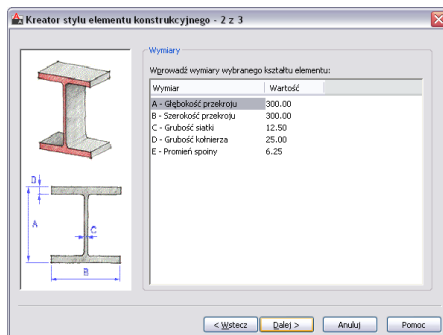 Kreator stylu elementu konstrukcyjnego - 2 z 3
Wymiary
Wprowadź wymiary wybranego kształtu elementu:
Wymiar Wartość
A - Głębokość przekroju 300.00
B - Szerokość przekroju 300.00
C - Grubość siatki 12.50
D - Grubość kołnierza 25.00
E - Promień spoiny 6.25
D
A
C
B
< Wstecz Dalej > Anuluj Pomoc